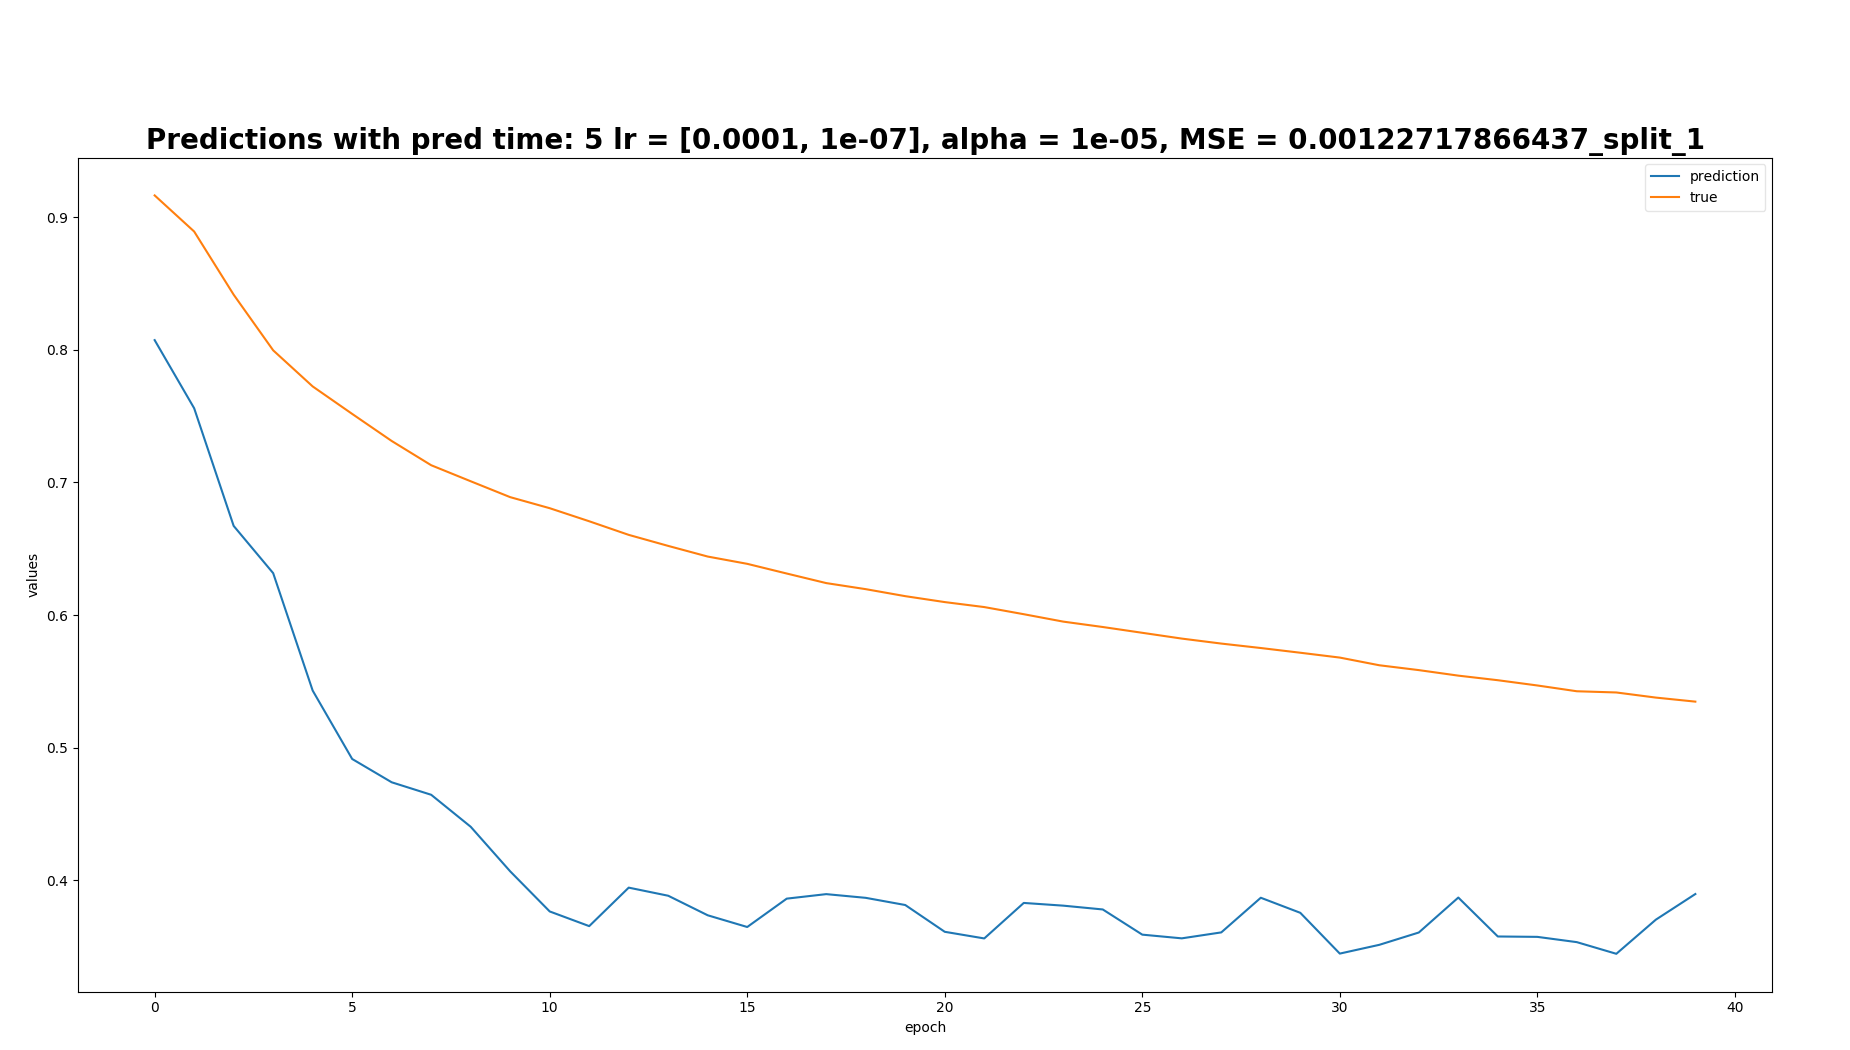 Predictions with pred time: 5 lr = [0.0001, 1e-07], alpha = 1e-05, MSE = 0.00122717866437_split_1
prediction
true
0.9
0.8
0.7
0.6
0.5
0.4
values
0 5 10 15 20 25 30 35 40
epoch